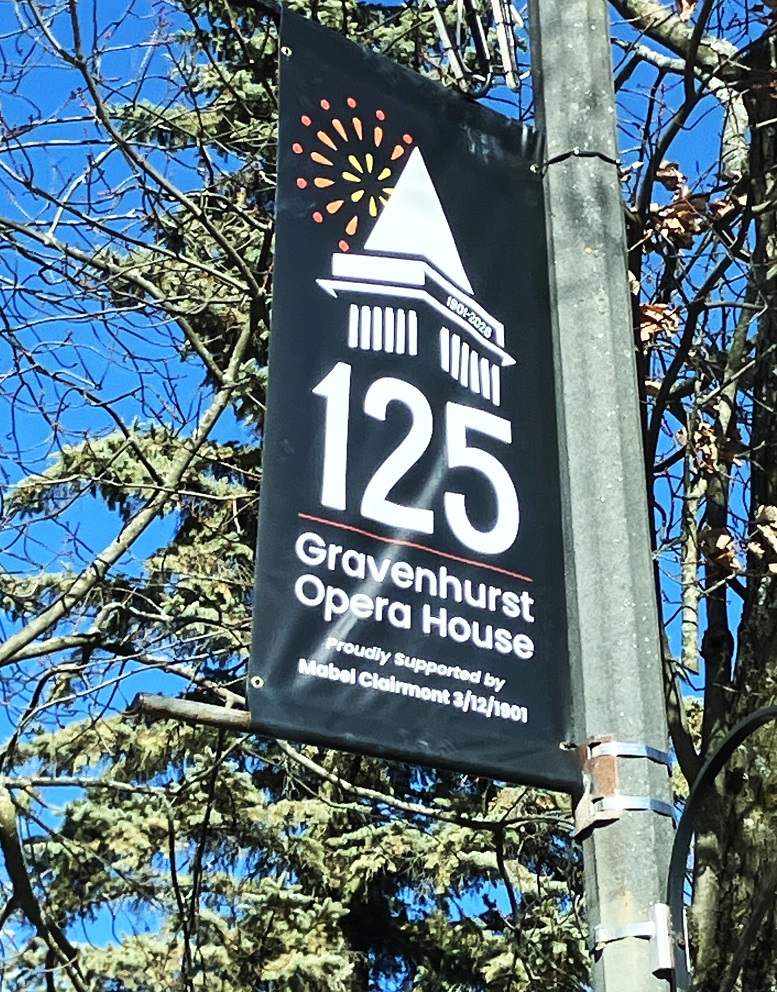 1901-2026
125
Gravenhurst
Opera House
Proudly Supported by
Mabel Clairmont 3/12/1901